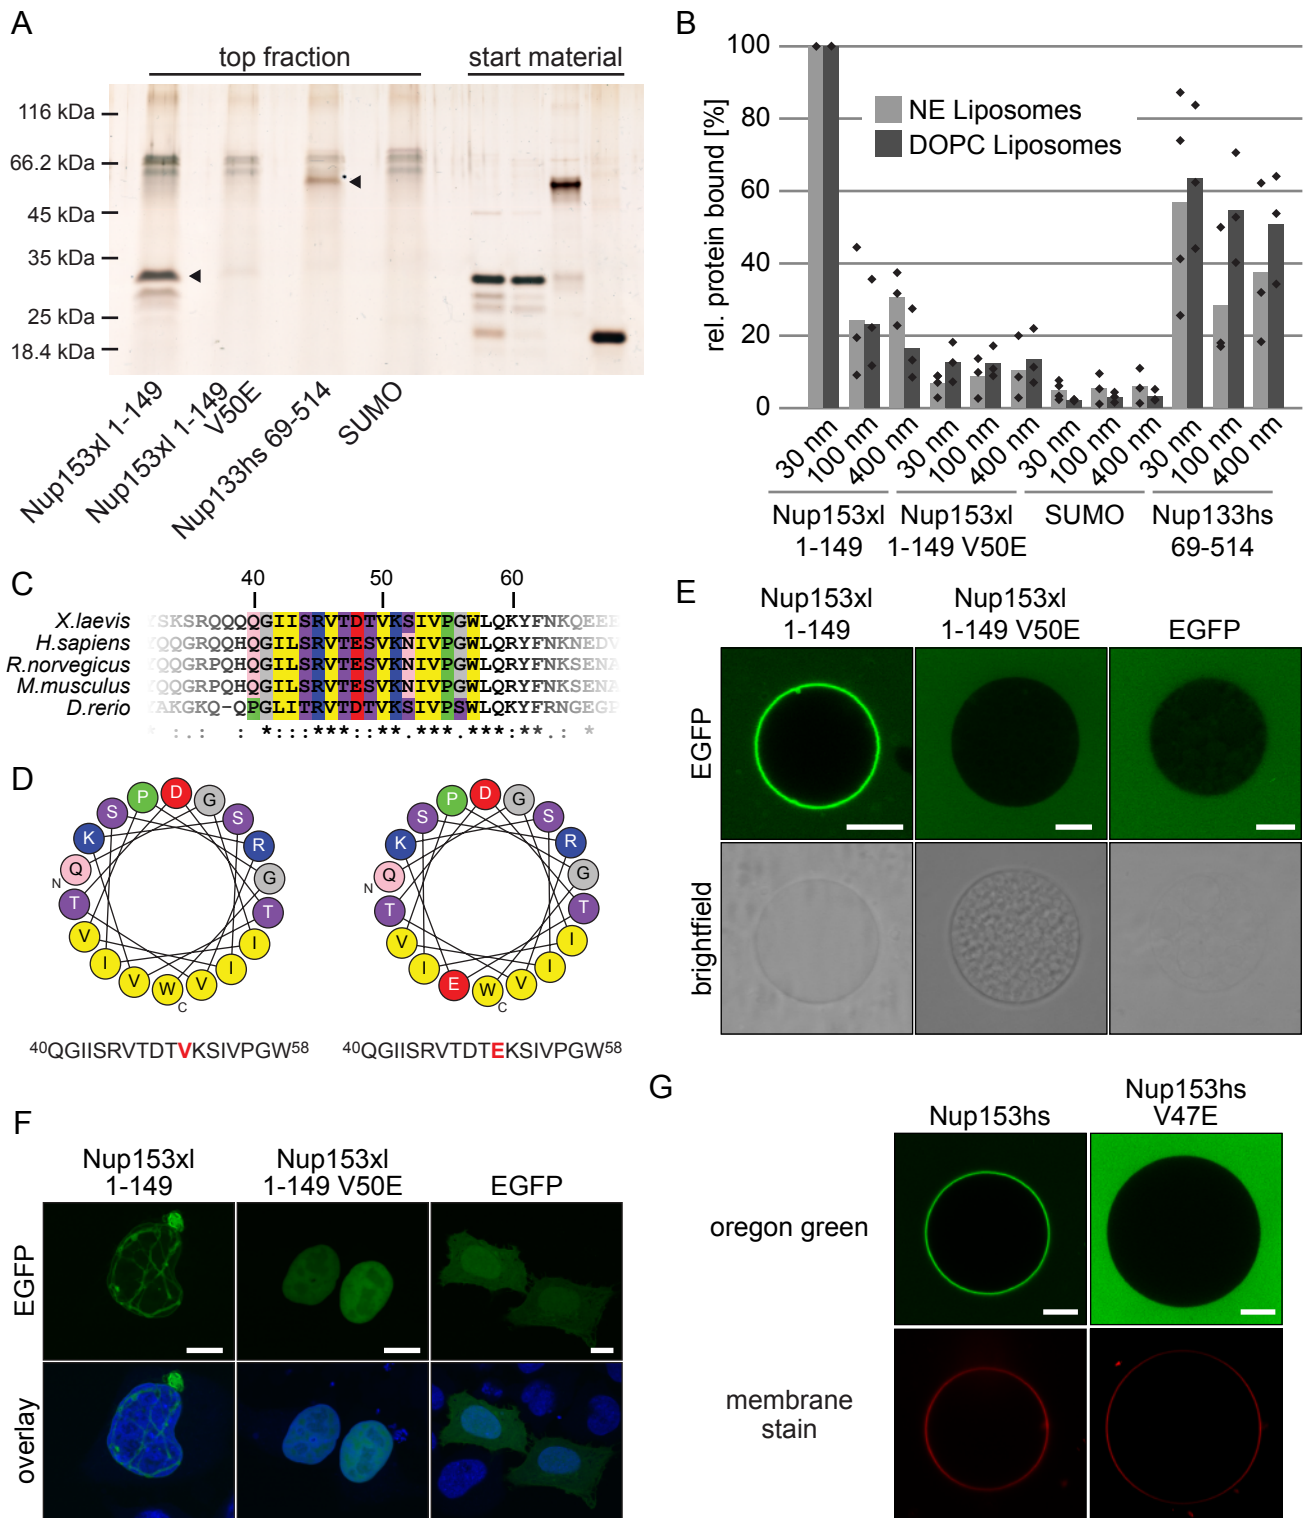 A
top fraction
start material
116 kDa
66.2 kDa
45 kDa
35 kDa
25 kDa
18.4 kDa
Nup153xl 1-149
Nup153xl 1-149
V50E
Nup133hs 69-514
SUMO
B
rel. protein bound [%]
100
80
60
40
20
0
NE Liposomes
DOPC Liposomes
30 nm
100 nm
400 nm
30 nm
100 nm
400 nm
30 nm
100 nm
400 nm
30 nm
100 nm
400 nm
Nup153xl
1-149
Nup153xl
1-149 V50E
SUMO
Nup133hs
69-514
C
40 50 60
X.laevis YSKSRQQQQGIISRVTDTVKSIVPGWLQKYFNKQEE
H.sapiens YQQGRQQHQGILSRVTESVKNIVPGWLQRYFNKNEDV
R.norvegicus YQQGRPQHQGILSRVTESVKNIVPGWLQRYFNKSENA
M.musculus YQQGRPQHQGILSRVTESVKNIVPGWLQRYFNKSENA
D.rerio YAKGKQ-QPGLITRVTDTVKSIVPSWLQKYFRNGEGP
D
S P D G S R G T I I V W V I V T Q K
N
C
S P D G S R G T I I V W E I V T Q K
N
C
40QGIISRVTDTVKSIVPGW58
40QGIISRVTDTEKSIVPGW58
E
Nup153xl
1-149
Nup153xl
1-149 V50E
EGFP
EGFP
brightfield
F
Nup153xl
1-149
Nup153xl
1-149 V50E
EGFP
EGFP
overlay
G
Nup153hs
Nup153hs
V47E
oregon green
membrane
stain